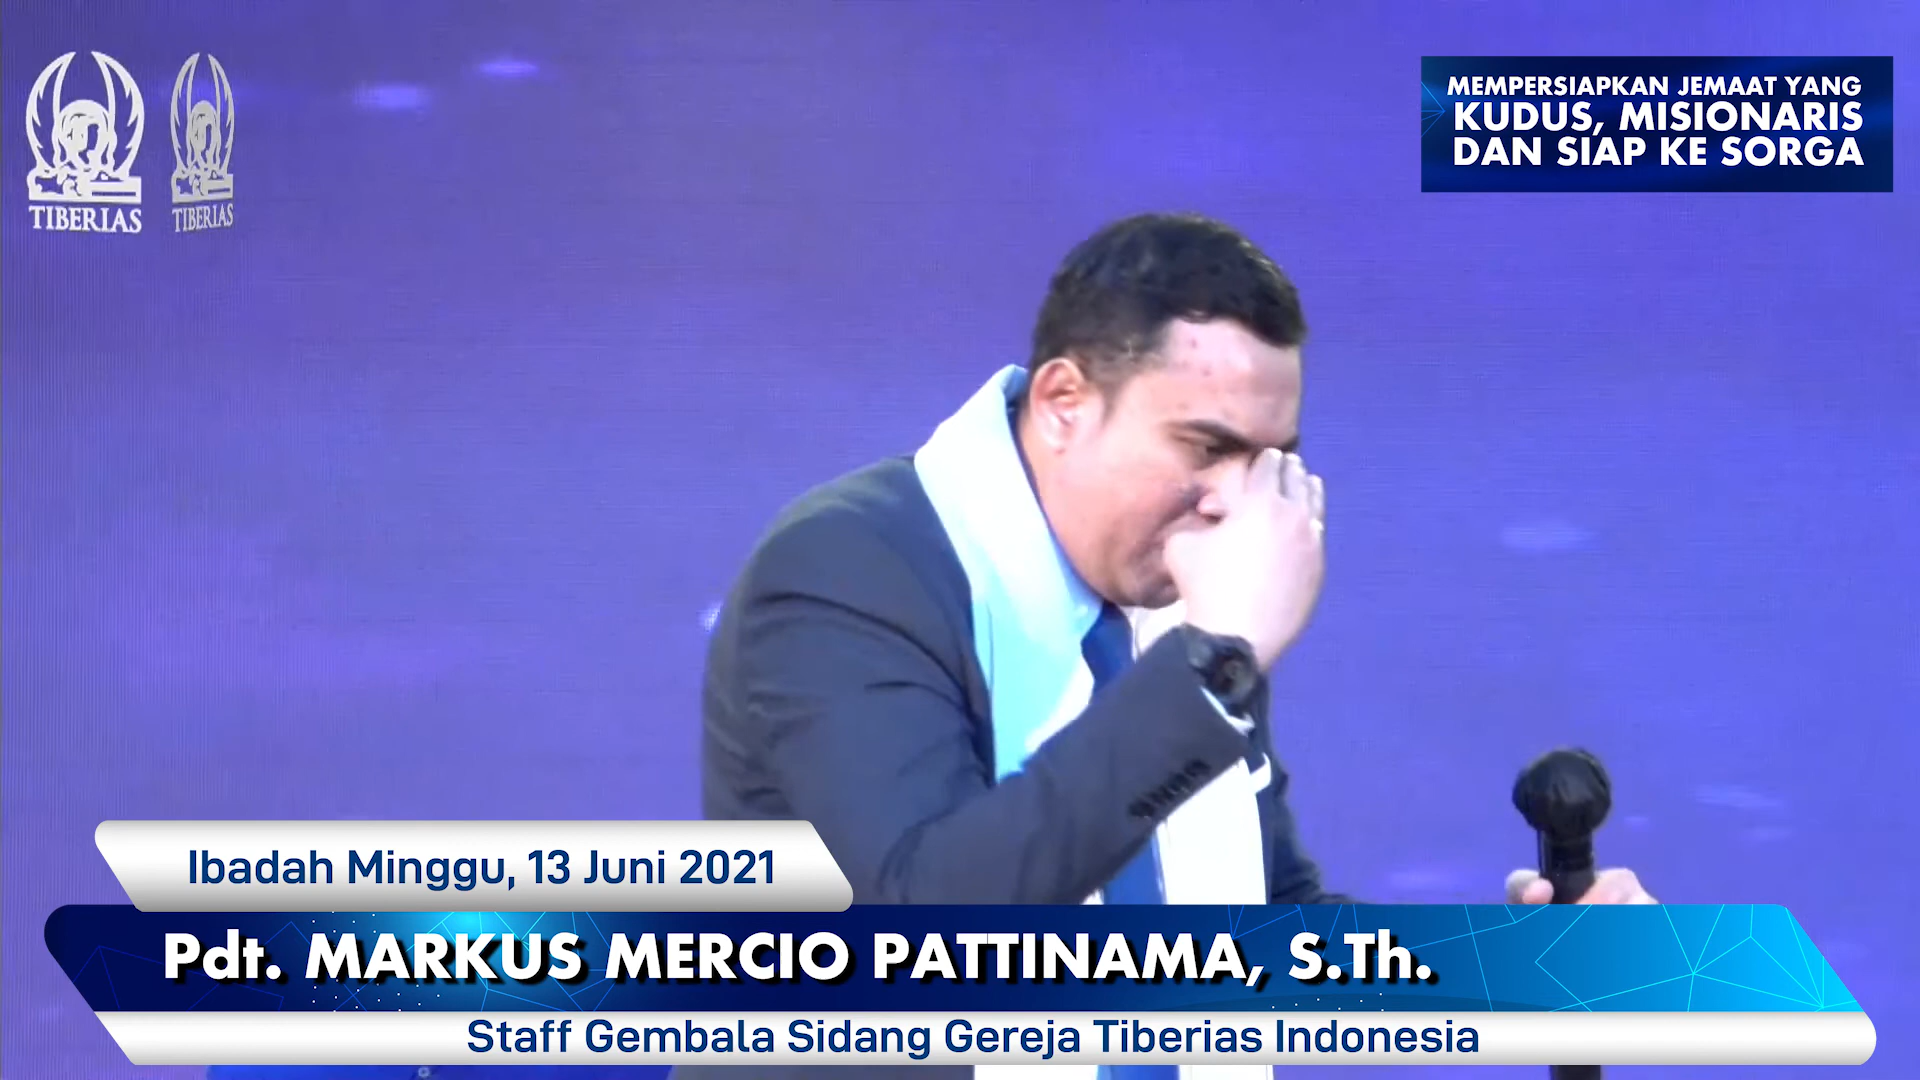 TIBERIAS
TIBERIAS
MEMPERSIAPKAN JEMAAT YANG
KUDUS, MISIONARIS
DAN SIAP KE SORGA
Ibadah Minggu, 13 Juni 2021
Pdt. MARKUS MERCIO PATTINAMA, S.Th.
Staff Gembala Sidang Gereja Tiberias Indonesia